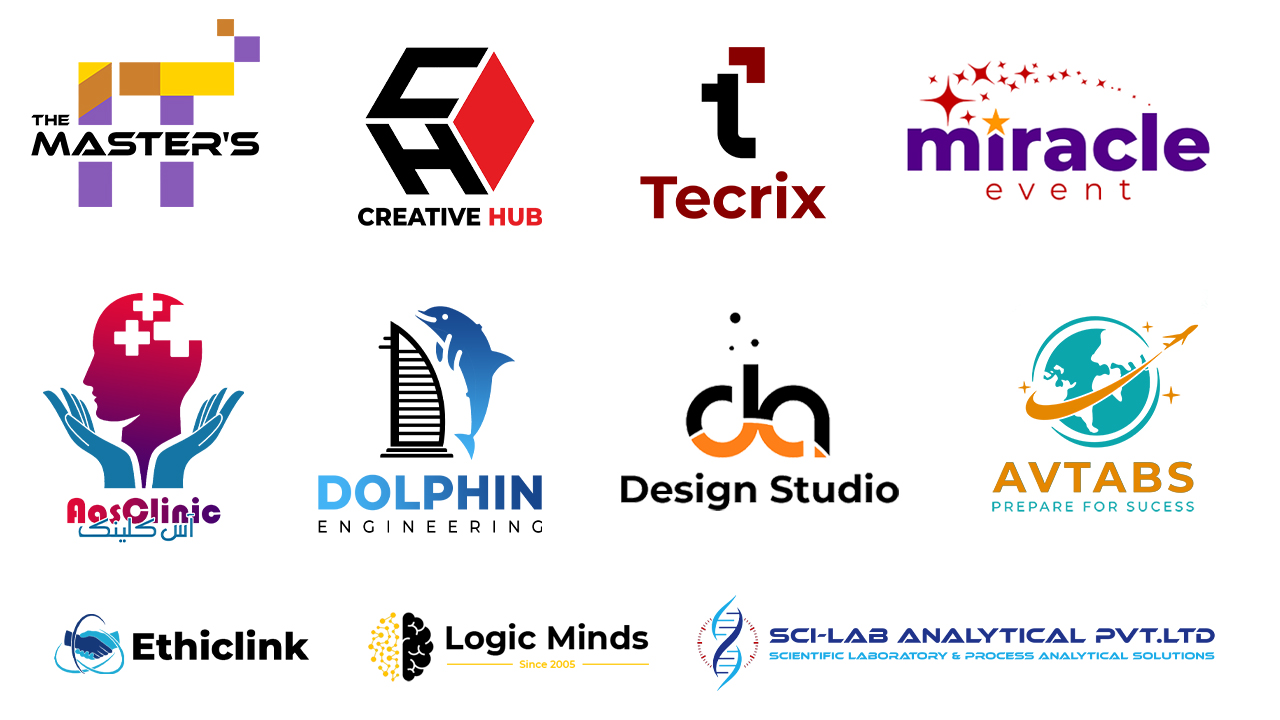 THE
MASTER'S
CREATIVE HUB
t
Tecrix
miracle
event
AasClinic
آس کلینک
DOLPHIN
ENGINEERING
da
Design Studio
AVTABS
PREPARE FOR SUCESS
Ethiclink
Logic Minds
Since 2005
SCI-LAB ANALYTICAL PVT.LTD
SCIENTIFIC LABORATORY & PROCESS ANALYTICAL SOLUTIONS